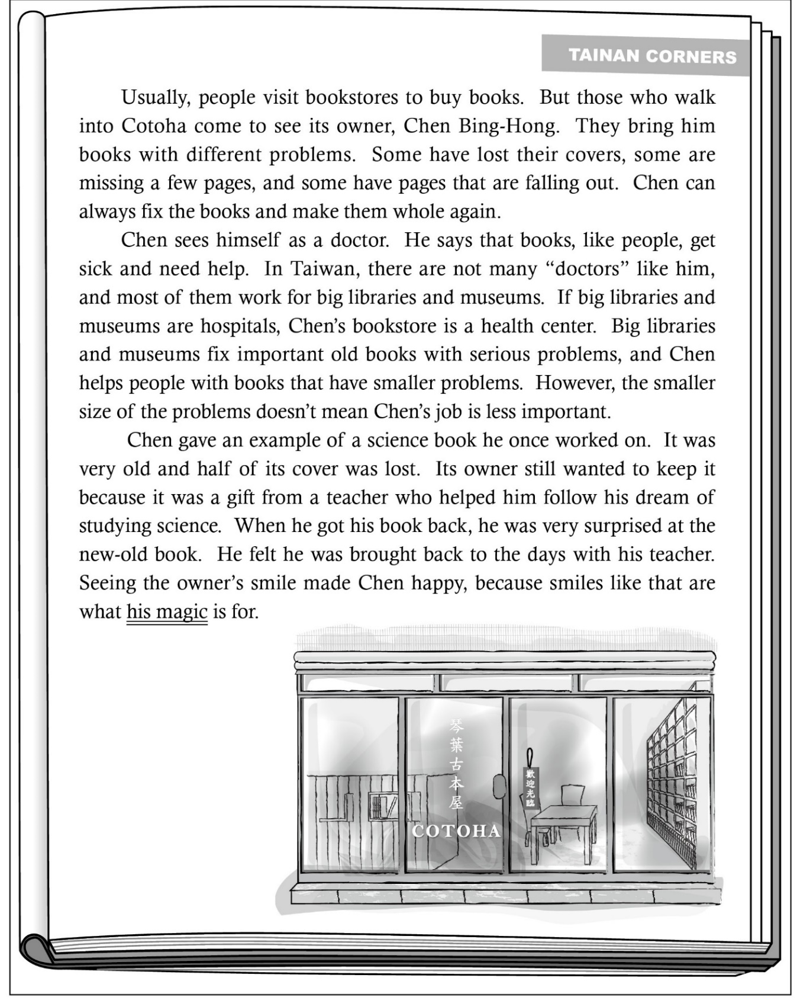 TAINAN CORNERS
Usually, people visit bookstores to buy books. But those who walk
into Cotoha come to see its owner, Chen Bing-Hong. They bring him
books with different problems. Some have lost their covers, some are
missing a few pages, and some have pages that are falling out. Chen can
always fix the books and make them whole again.
Chen sees himself as a doctor. He says that books, like people, get
sick and need help. In Taiwan, there are not many “doctors” like him,
and most of them work for big libraries and museums. If big libraries and
museums are hospitals, Chen’s bookstore is a health center. Big libraries
and museums fix important old books with serious problems, and Chen
helps people with books that have smaller problems. However, the smaller
size of the problems doesn’t mean Chen’s job is less important.
Chen gave an example of a science book he once worked on. It was
very old and half of its cover was lost. Its owner still wanted to keep it
because it was a gift from a teacher who helped him follow his dream of
studying science. When he got his book back, he was very surprised at the
new-old book. He felt he was brought back to the days with his teacher.
Seeing the owner’s smile made Chen happy, because smiles like that are
what his magic is for.
琴葉古本屋
COTOHA
歡迎光臨